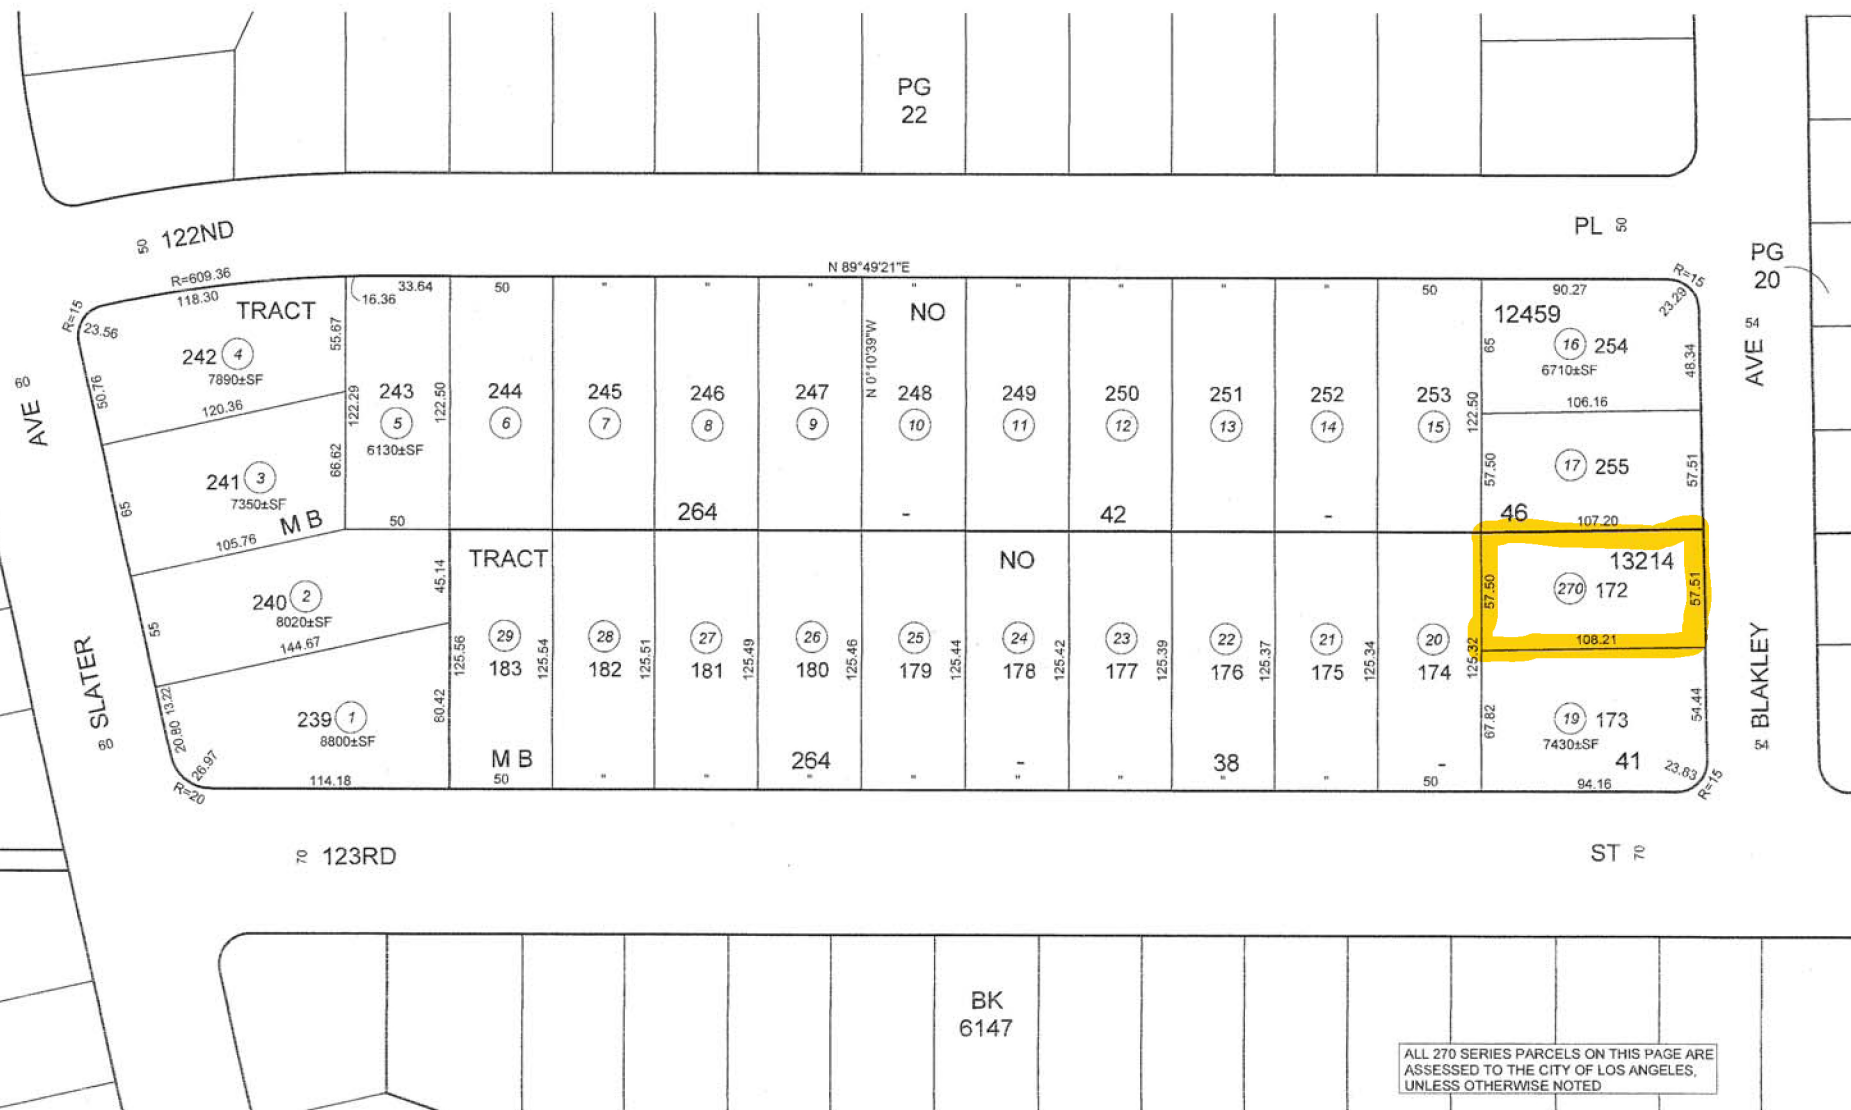 PG
22
50 122ND
PL 50
PG
20
N 89°49'21"E
R=609.36
118.30
R=15
23.56
TRACT
16.36
33.64
50 " " " " " " " " 50
NO
N 0°10'39"W
12459
90.27
R=15
23.29
242 4
7890±SF
55.67
50.76
120.36
60
AVE
243
5
6130±SF
122.29
122.50
244
6
245
7
246
8
247
9
248
10
249
11
250
12
251
13
252
14
253
15
122.50
65
16 254
6710±SF
48.34
106.16
54
AVE
241 3
7350±SF
66.62
65
M B
50
105.76
264 - 42 - 46
57.50
17 255
57.51
107.20
TRACT
NO
13214
240 2
8020±SF
45.14
55
144.67
57.50
270 172
57.51
108.21
SLATER
60
13.22
20.80
239 1
8800±SF
80.42
125.56
29
183
125.54
28
182
125.51
27
181
125.49
26
180
125.46
25
179
125.44
24
178
125.42
23
177
125.39
22
176
125.37
21
175
125.34
20
174
125.32
67.82
19 173
7430±SF
54.44
BLAKLEY
54
M B 264 - 38 - 41
26.97
R=20
114.18
50 " " " " " " " " 50
94.16
23.83
R=15
70 123RD
ST 70
BK
6147
ALL 270 SERIES PARCELS ON THIS PAGE ARE
ASSESSED TO THE CITY OF LOS ANGELES,
UNLESS OTHERWISE NOTED